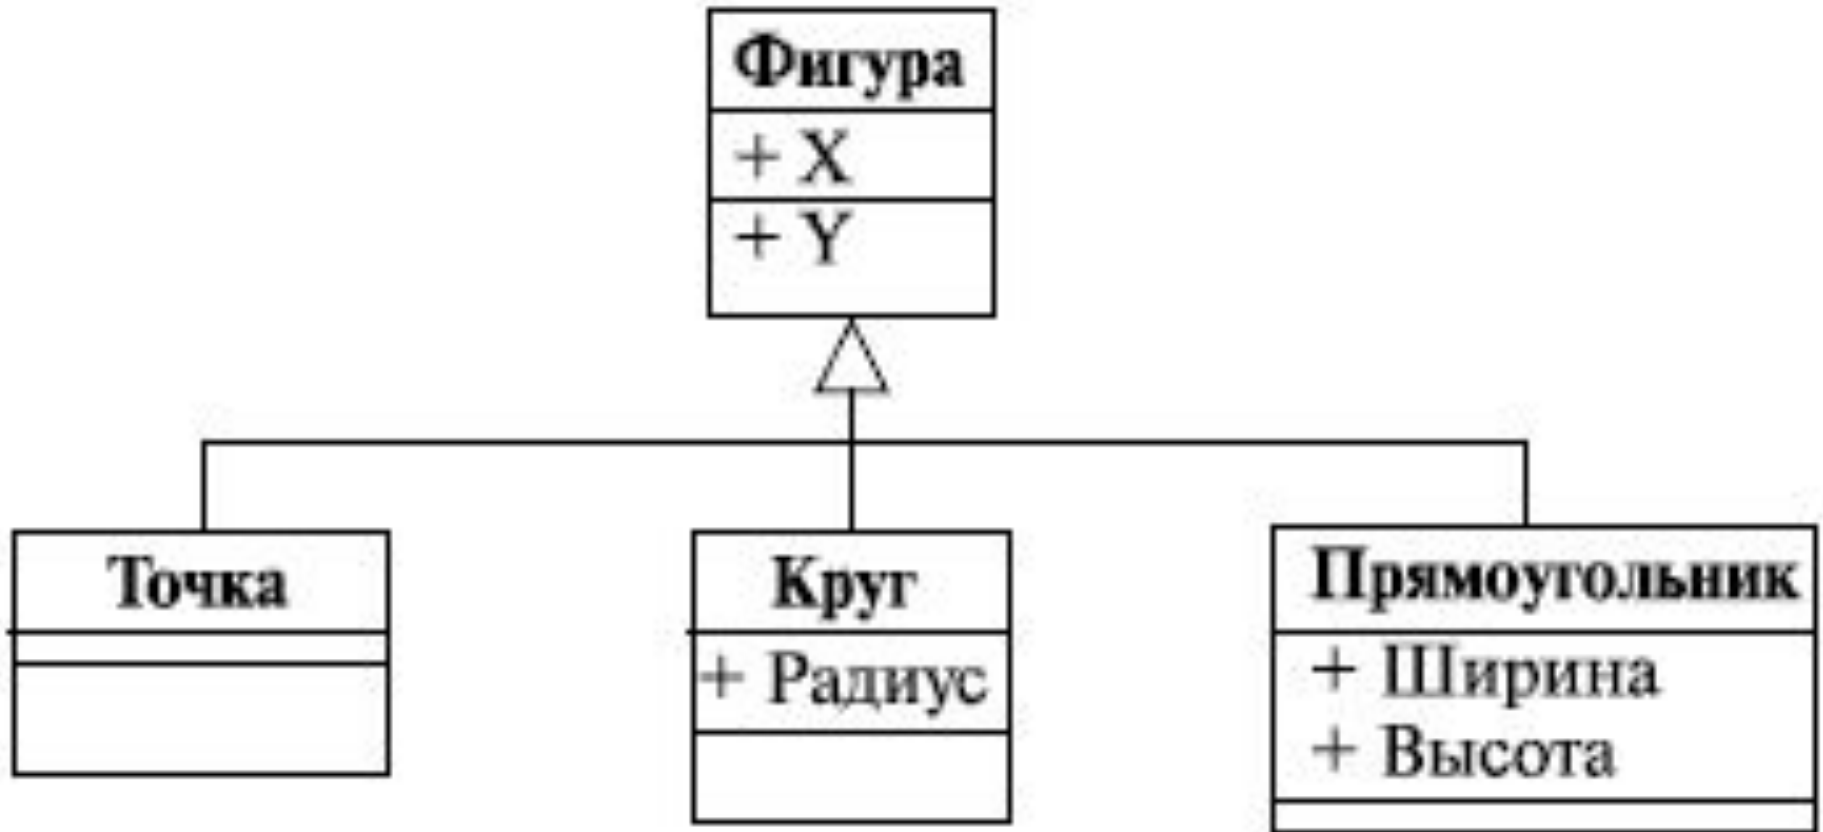 Фигура
+ X
+ Y
Точка
Круг
+ Радиус
Прямоугольник
+ Ширина
+ Высота